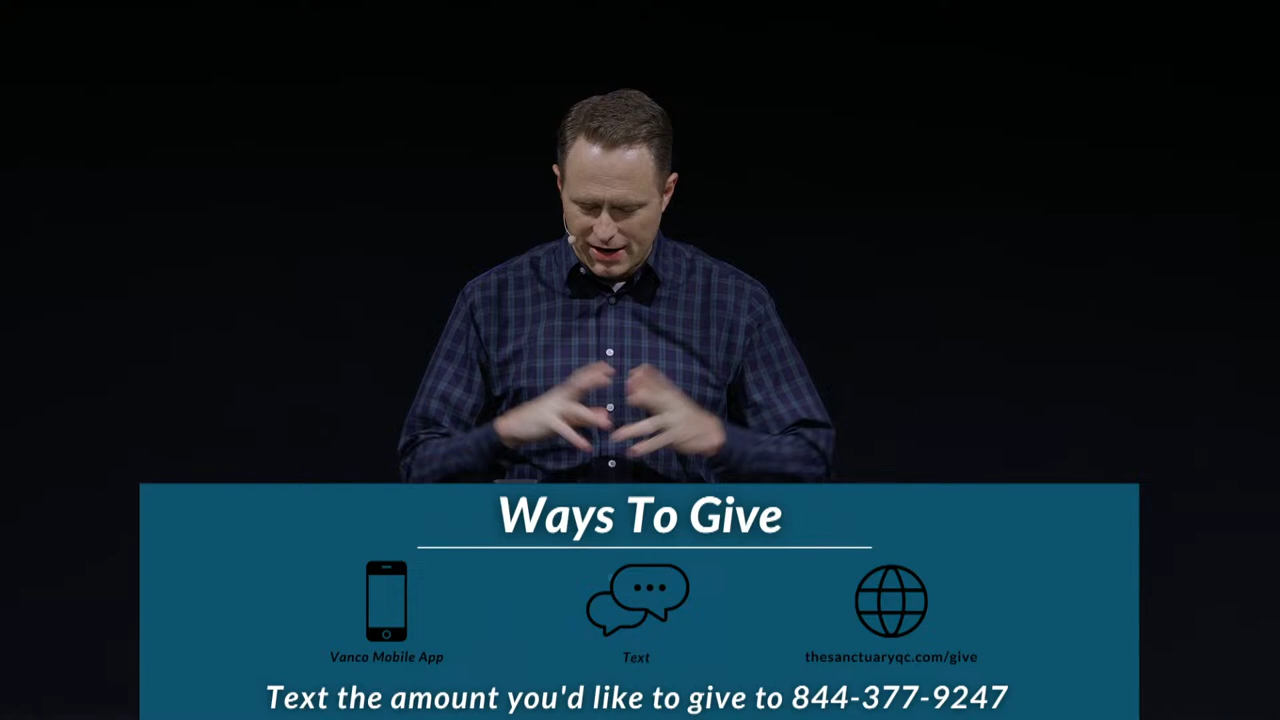 Ways To Give
Vanco Mobile App
Text
thesanctuaryqc.com/give
Text the amount you'd like to give to 844-377-9247